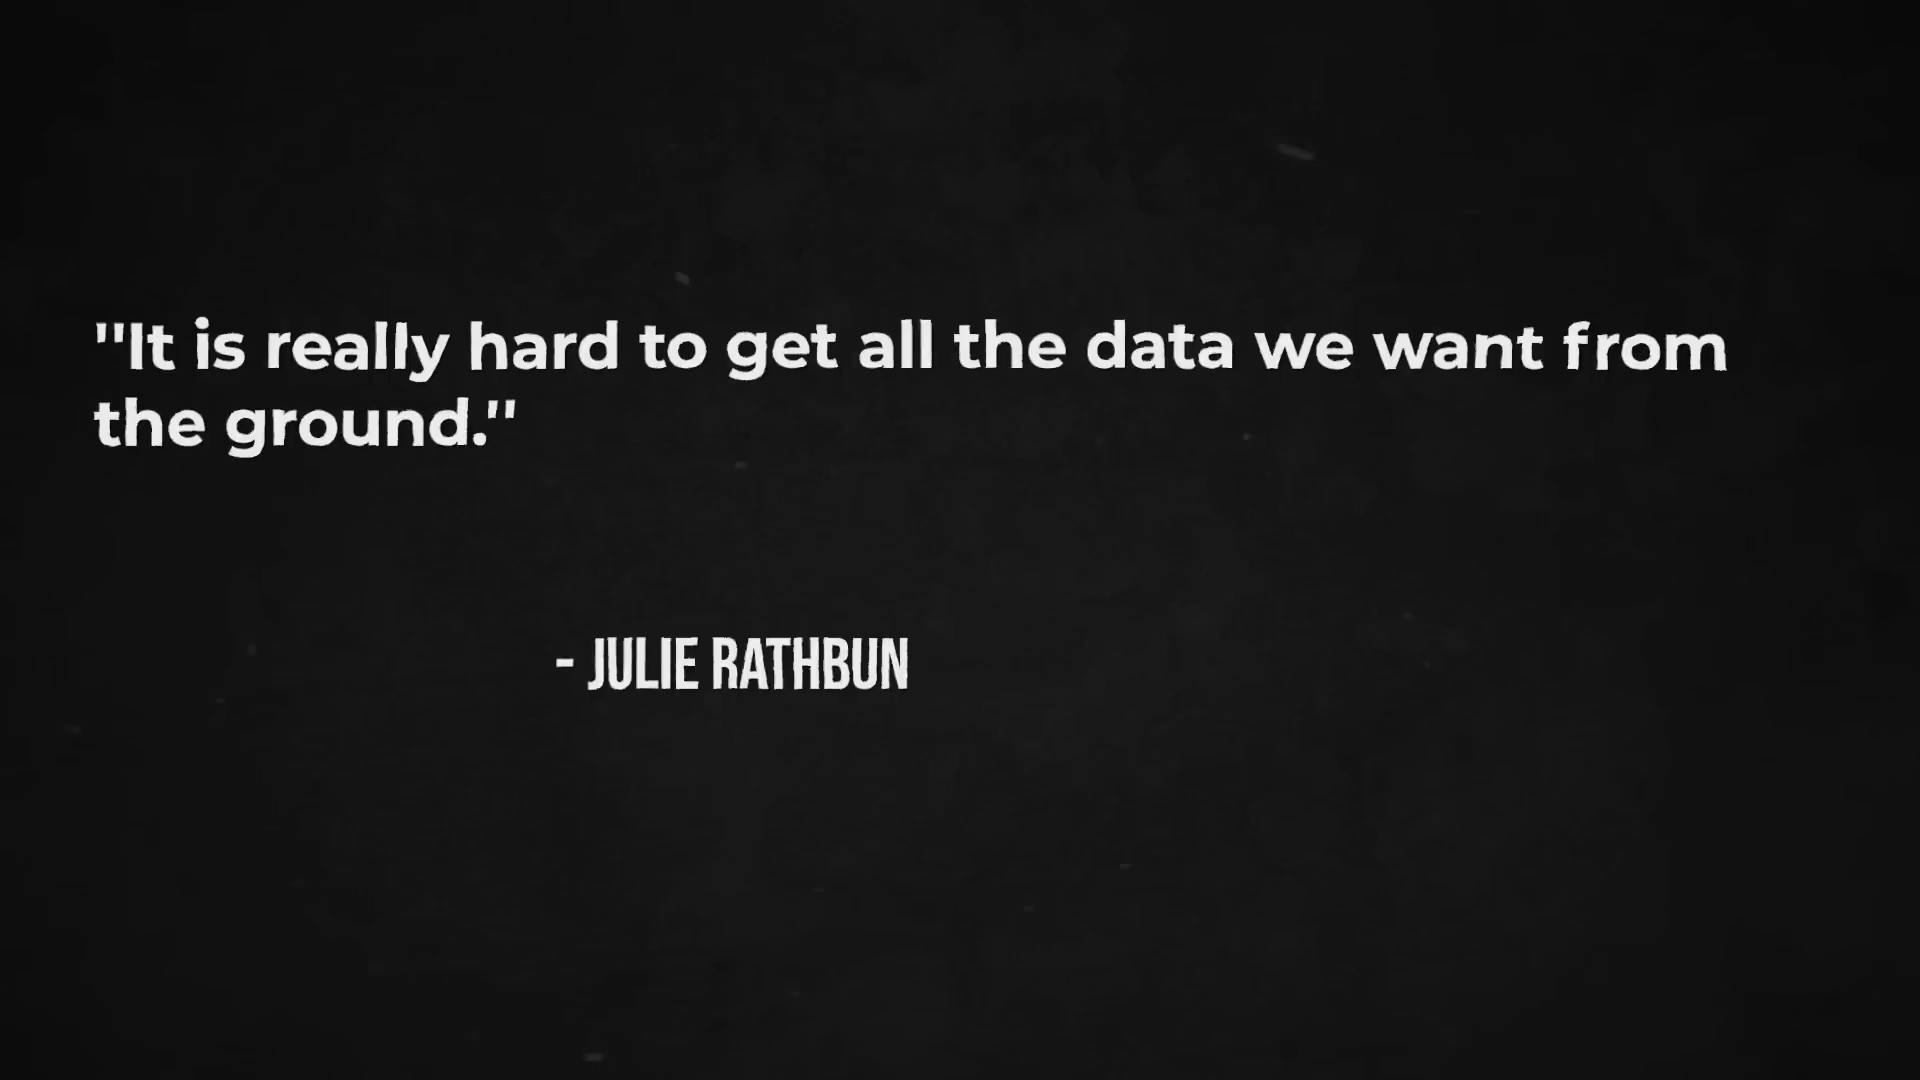 "It is really hard to get all the data we want from
the ground."
- JULIE RATHBUN